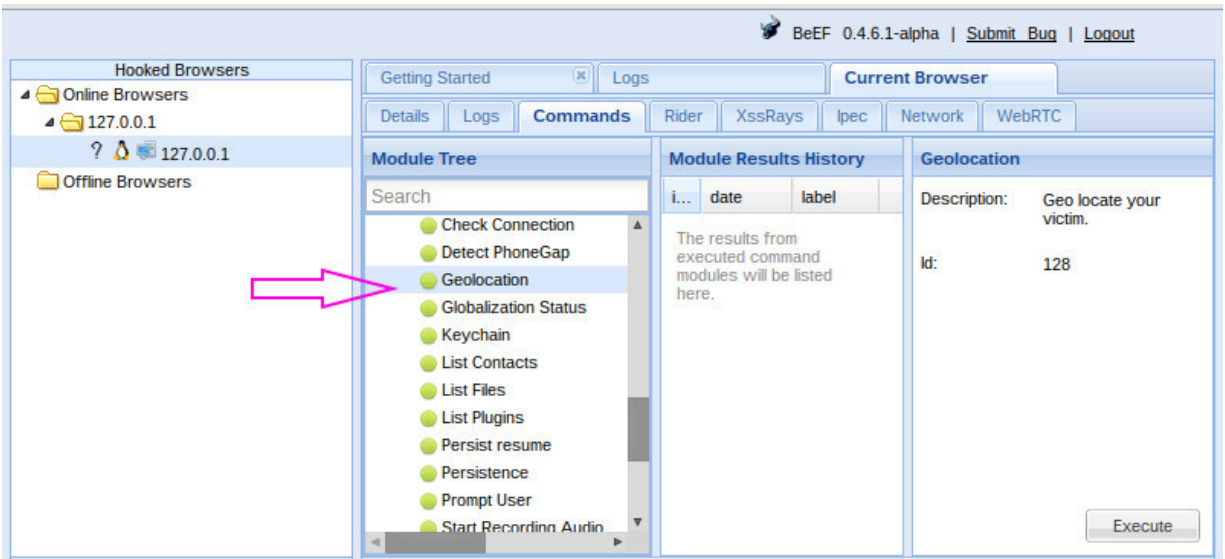 BeEF 0.4.6.1-alpha | Submit Bug | Logout
Hooked Browsers
Online Browsers
127.0.0.1
? 127.0.0.1
Offline Browsers
Getting Started
Logs
Current Browser
Details
Logs
Commands
Rider
XssRays
Ipec
Network
WebRTC
Module Tree
Search
Check Connection
Detect PhoneGap
Geolocation
Globalization Status
Keychain
List Contacts
List Files
List Plugins
Persist resume
Persistence
Prompt User
Start Recording Audio
Module Results History
i... date label
The results from
executed command
modules will be listed
here.
Geolocation
Description: Geo locate your
victim.
Id: 128
Execute